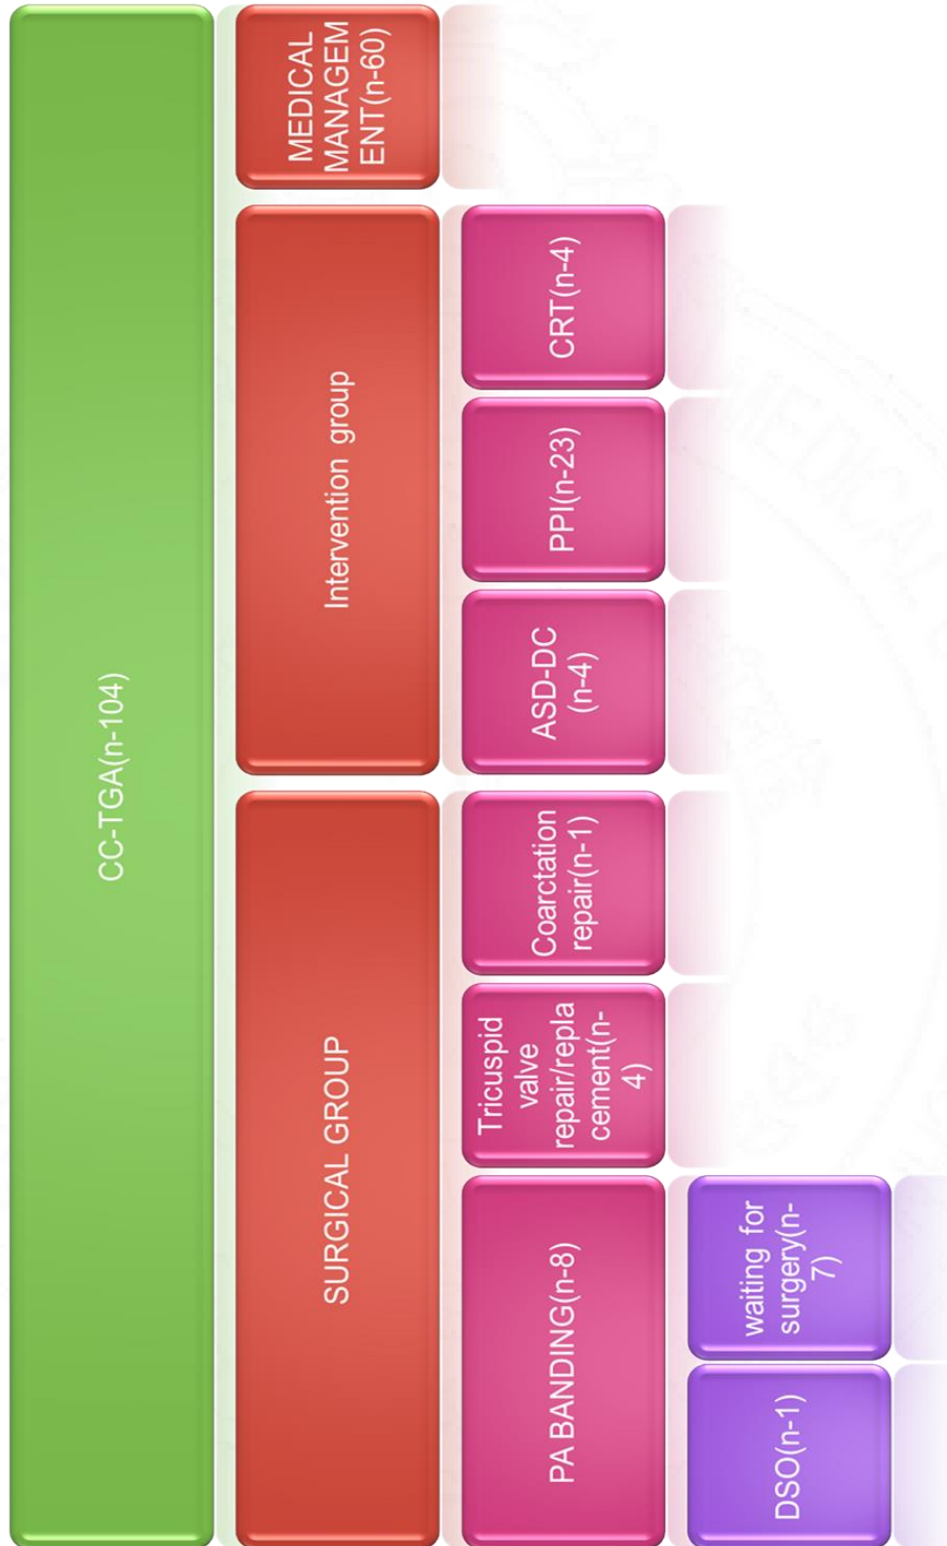 CC-TGA(n-104)
SURGICAL GROUP
Intervention group
MEDICAL
MANAGEM
ENT(n-60)
PA BANDING(n-8)
Tricuspid
valve
repair/repla
cement(n-
4)
Coarctation
repair(n-1)
ASD-DC
(n-4)
PPI(n-23)
CRT(n-4)
DSO(n-1)
waiting for
surgery(n-
7)